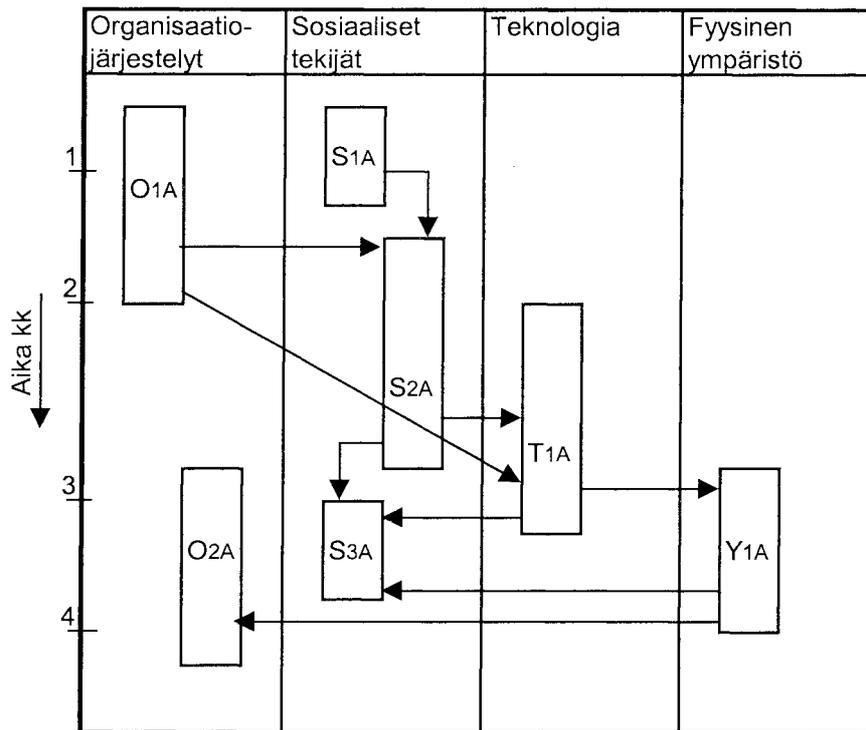 Organisaatio-
järjestelyt
Sosiaaliset
tekijät
Teknologia
Fyysinen
ympäristö
1
S1A
O1A
2
Aika kk
S2A
T1A
3
O2A
S3A
Y1A
4